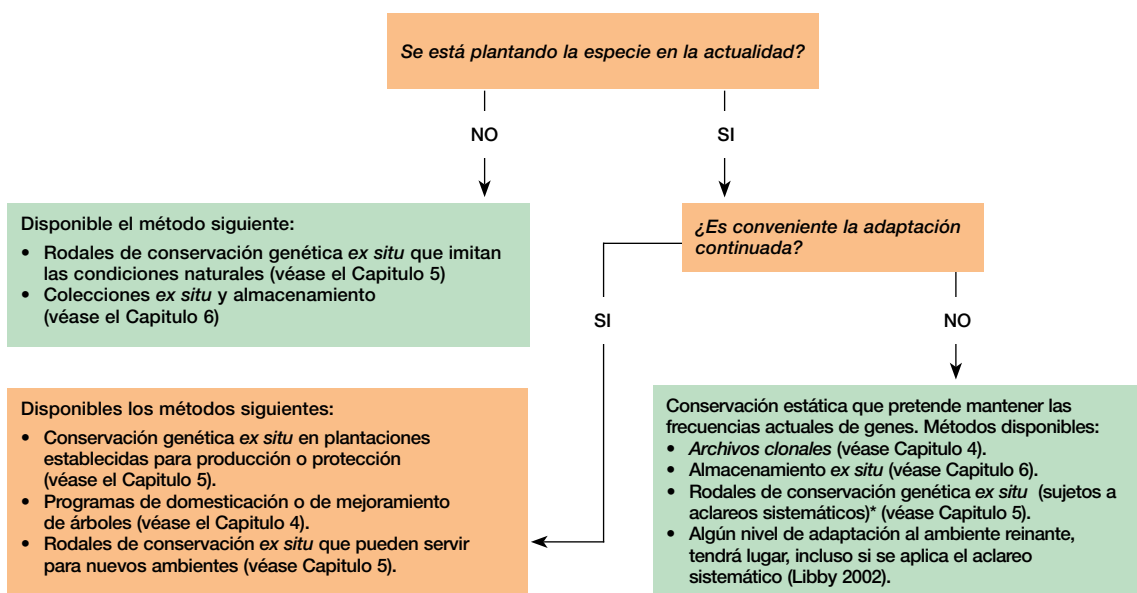 Se está plantando la especie en la actualidad?
NO
SI
Disponible el método siguiente:
• Rodales de conservación genética ex situ que imitan
las condiciones naturales (véase el Capitulo 5)
• Colecciones ex situ y almacenamiento
(véase el Capitulo 6)
¿Es conveniente la adaptación
continuada?
SI
NO
Disponibles los métodos siguientes:
• Conservación genética ex situ en plantaciones
establecidas para producción o protección
(véase el Capitulo 5).
• Programas de domesticación o de mejoramiento
de árboles (véase el Capitulo 4).
• Rodales de conservación ex situ que pueden servir
para nuevos ambientes (véase Capitulo 5).
Conservación estática que pretende mantener las
frecuencias actuales de genes. Métodos disponibles:
• Archivos clonales (véase Capitulo 4).
• Almacenamiento ex situ (véase Capitulo 6).
• Rodales de conservación genética ex situ (sujetos a
aclareos sistemáticos)* (véase Capitulo 5).
• Algún nivel de adaptación al ambiente reinante,
tendrá lugar, incluso si se aplica el aclareo
sistemático (Libby 2002).